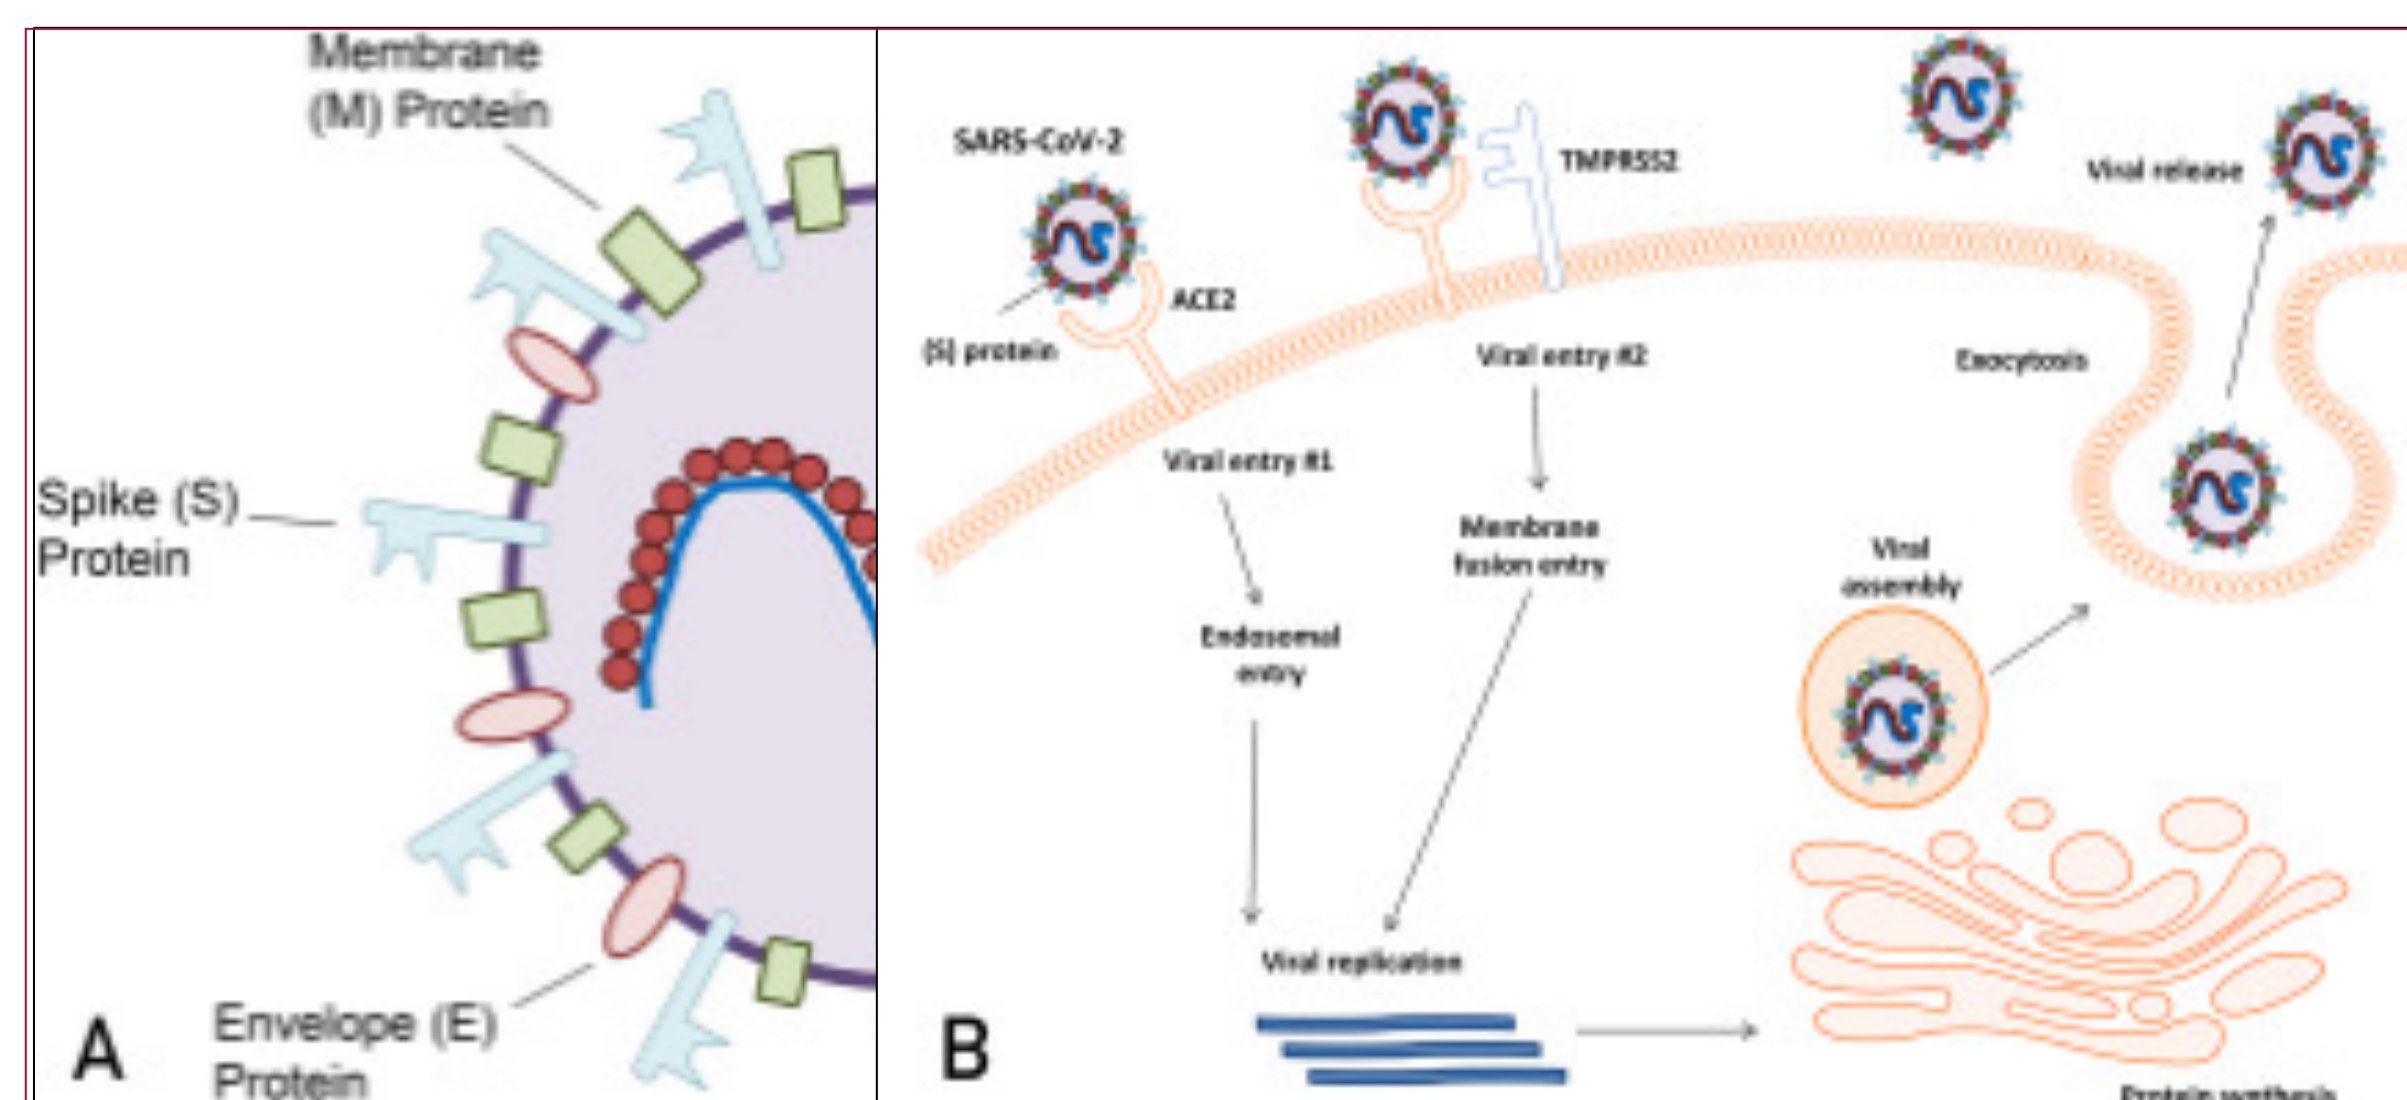 Membrane
(M) Protein
Spike (S)
Protein
Envelope (E)
Protein
A
SARS-CoV-2
(S) protein
ACE2
TMPRSS2
Viral entry #1
Viral entry #2
Endosomal
entry
Membrane
fusion entry
Viral replication
Viral release
Exocytosis
Viral
assembly
Protein
B